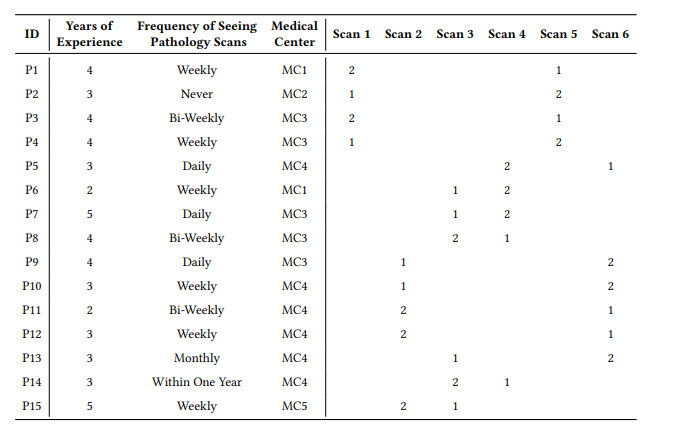 ID Years of Experience Frequency of Seeing Pathology Scans Medical Center Scan 1 Scan 2 Scan 3 Scan 4 Scan 5 Scan 6
P1 4 Weekly MC1 2 1
P2 3 Never MC2 1 2
P3 4 Bi-Weekly MC3 2 1
P4 4 Weekly MC3 1 2
P5 3 Daily MC4 2 1
P6 2 Weekly MC1 1 2
P7 5 Daily MC3 1 2
P8 4 Bi-Weekly MC3 2 1
P9 4 Daily MC3 1 2
P10 3 Weekly MC4 1 2
P11 2 Bi-Weekly MC4 2 1
P12 3 Weekly MC4 2 1
P13 3 Monthly MC4 1 2
P14 3 Within One Year MC4 2 1
P15 5 Weekly MC5 2 1